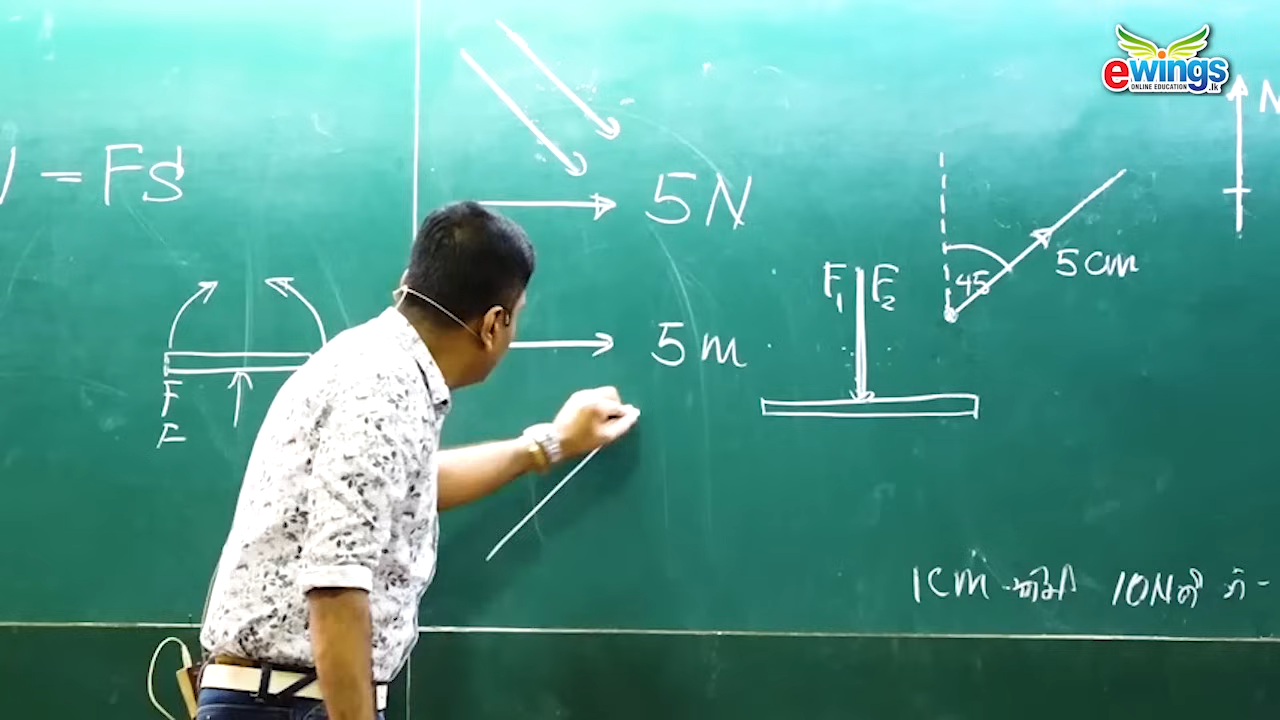 ewings.lk
ONLINE EDUCATION
N
= FS
5N
45
5cm
F₁ F₂
5m
F
F
1cm 10N